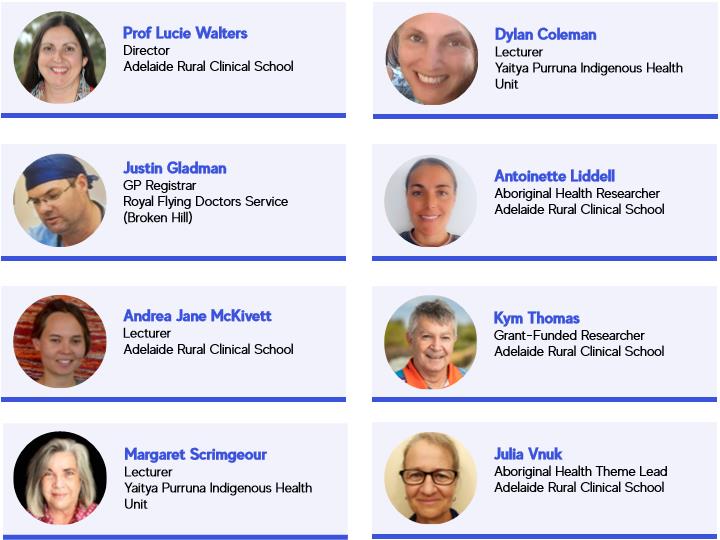 Prof Lucie Walters
Director
Adelaide Rural Clinical School
Dylan Coleman
Lecturer
Yaitya Purruna Indigenous Health
Unit
Justin Gladman
GP Registrar
Royal Flying Doctors Service
(Broken Hill)
Antoinette Liddell
Aboriginal Health Researcher
Adelaide Rural Clinical School
Andrea Jane McKivett
Lecturer
Adelaide Rural Clinical School
Kym Thomas
Grant-Funded Researcher
Adelaide Rural Clinical School
Margaret Scrimgeour
Lecturer
Yaitya Purruna Indigenous Health
Unit
Julia Vnuk
Aboriginal Health Theme Lead
Adelaide Rural Clinical School